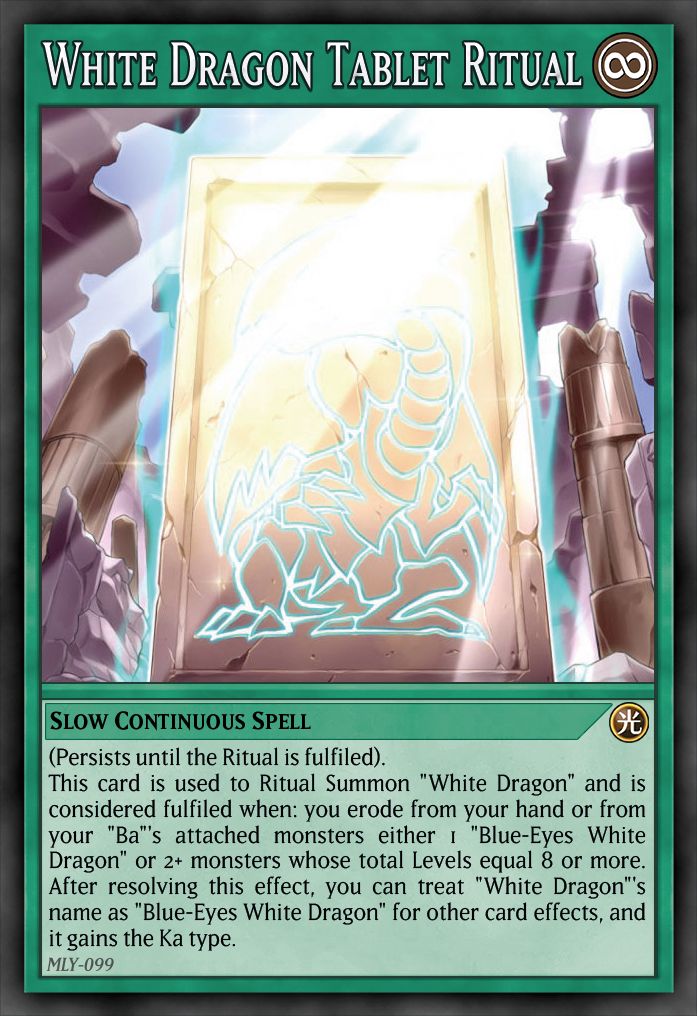 White Dragon Tablet Ritual
Slow Continuous Spell
光
(Persists until the Ritual is fulfiled).
This card is used to Ritual Summon "White Dragon" and is
considered fulfiled when: you erode from your hand or from
your "Ba"'s attached monsters either 1 "Blue-Eyes White
Dragon" or 2+ monsters whose total Levels equal 8 or more.
After resolving this effect, you can treat "White Dragon"'s
name as "Blue-Eyes White Dragon" for other card effects, and
it gains the Ka type.
MLY-099